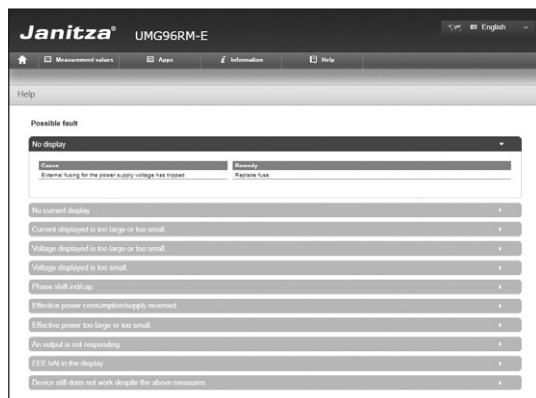 Janitza® UMG96RM-E English
Measurement values Apps Information Help
Help
Possible fault
No display
Cause Remedy
External fusing for the power supply voltage has tripped. Replace fuse.
No current display
Current displayed is too large or too small.
Voltage displayed is too large or too small.
Voltage displayed is too small.
Phase shift ind/cap.
Effective power consumption/supply reversed.
Effective power too large or too small.
An output is not responding.
EEE bAt in the display
Device still does not work despite the above measures.